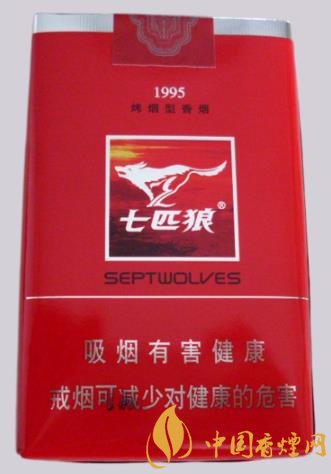 1995
烤烟型香烟
七匹狼®
SEPTWOLVES
吸烟有害健康
戒烟可减少对健康的危害
中国香烟网